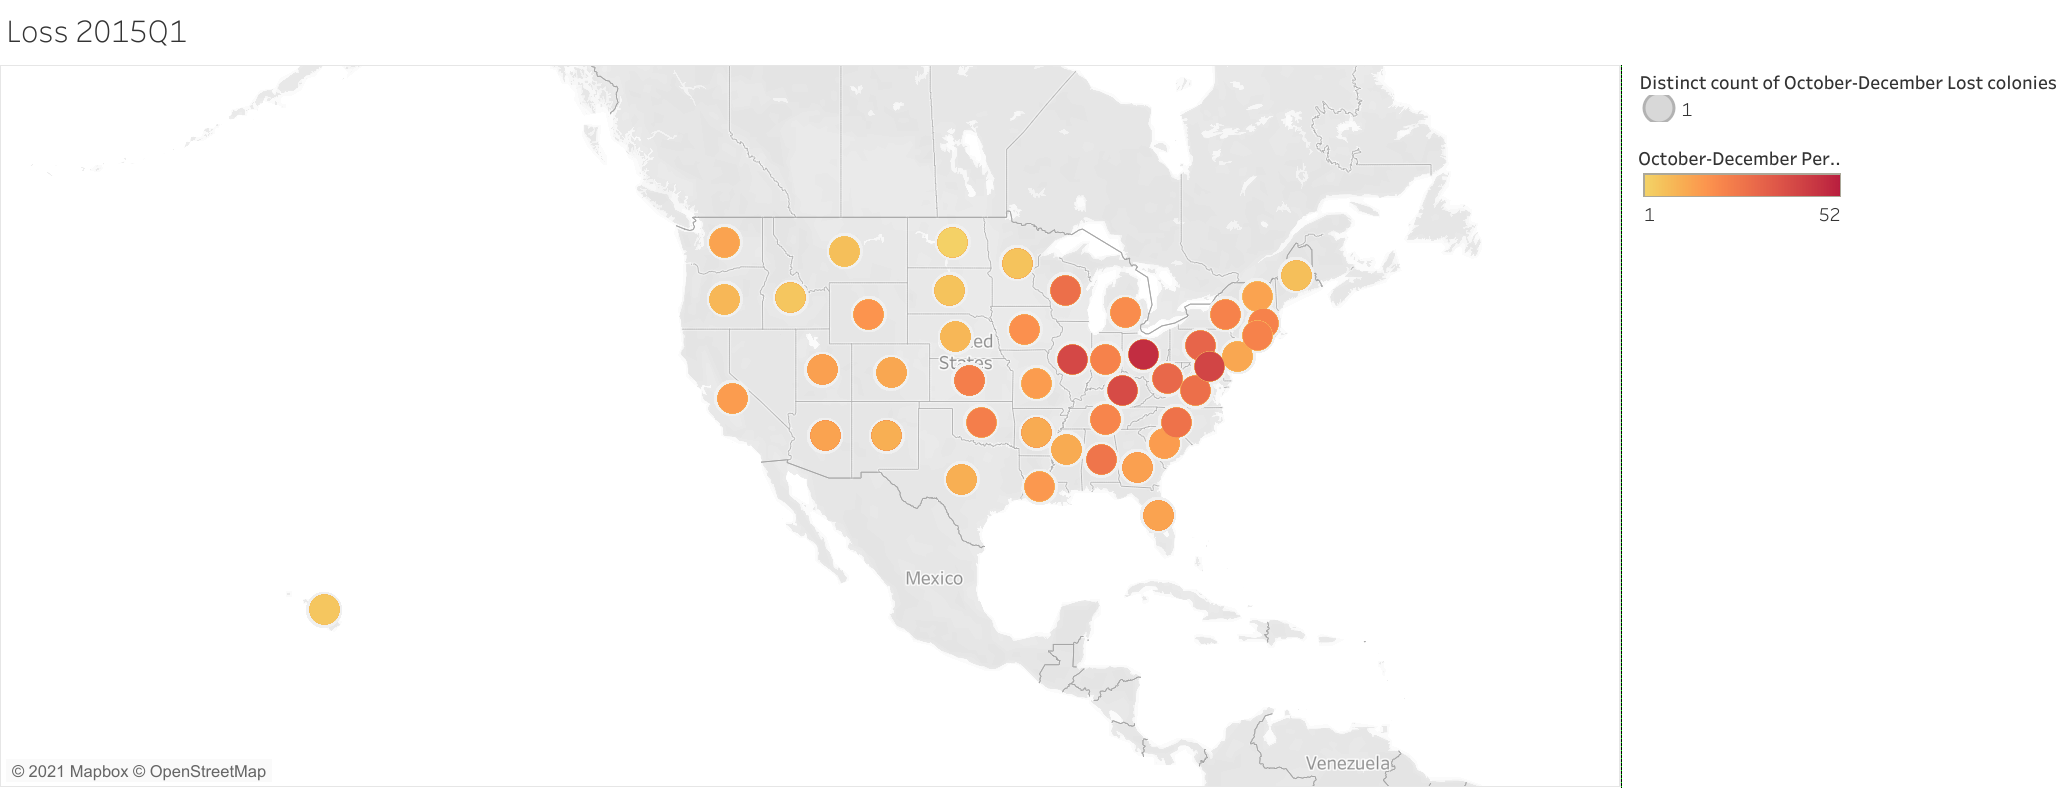 Loss 2015Q1
Distinct count of October-December Lost colonies
1
October-December Per..
1 52
ed
States
Mexico
Venezuela
© 2021 Mapbox © OpenStreetMap